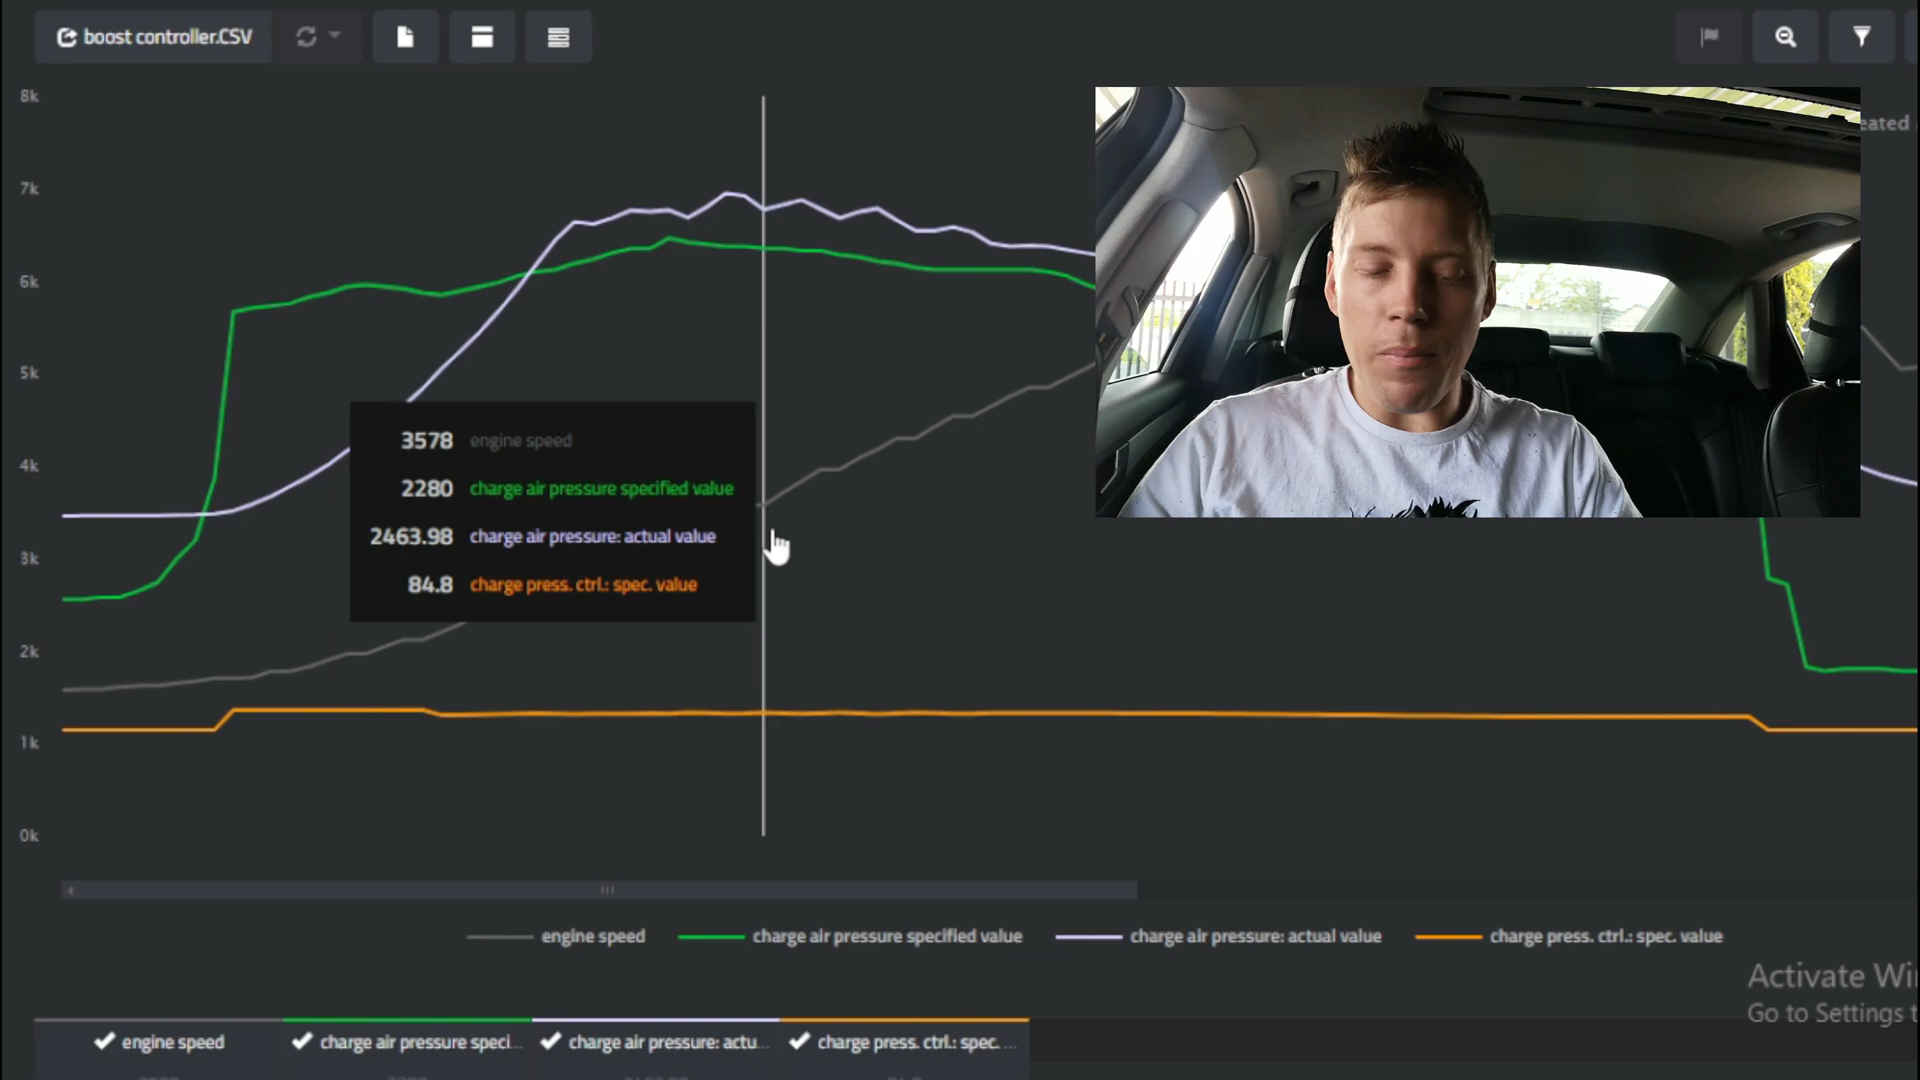 boost controller.CSV
8k
eated
7k
6k
5k
4k
3k
2k
1k
0k
3578 engine speed
2280 charge air pressure specified value
2463.98 charge air pressure: actual value
84.8 charge press. ctrl.: spec. value
engine speed
charge air pressure specified value
charge air pressure: actual value
charge press. ctrl.: spec. value
Activate Wi
Go to Settings t
engine speed
charge air pressure speci...
charge air pressure: actu...
charge press. ctrl.: spec. ...